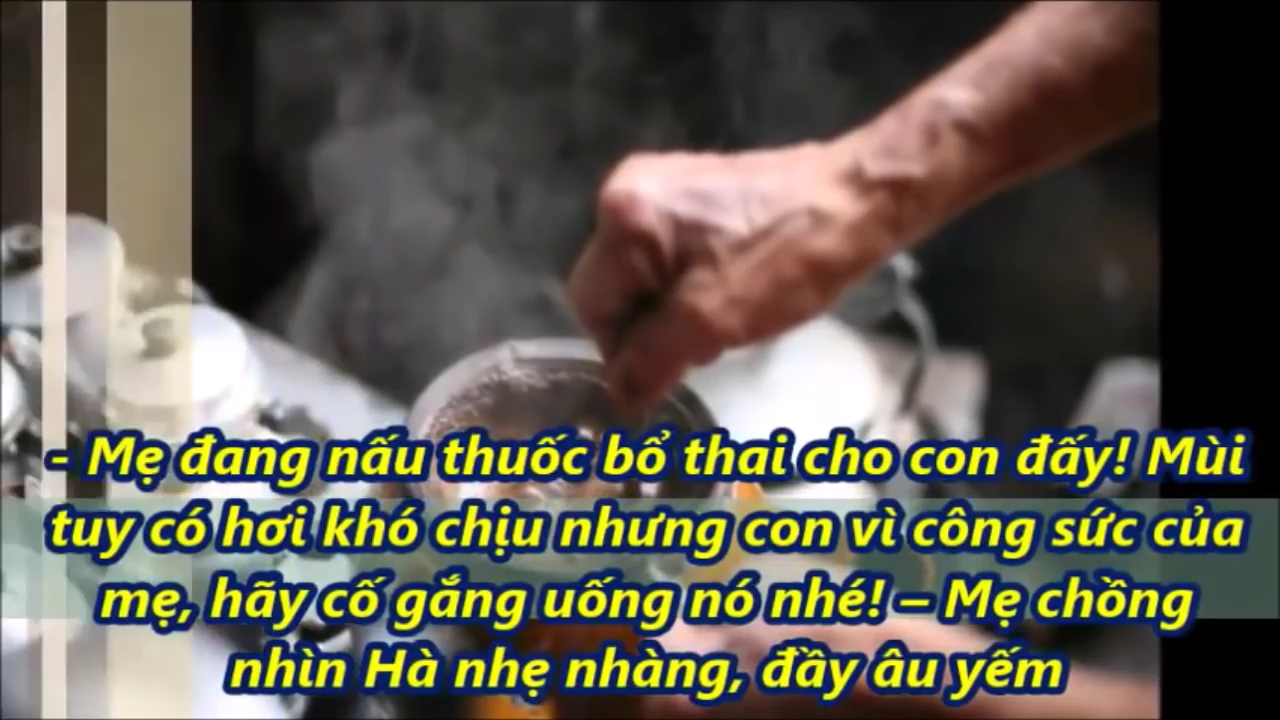 - Mẹ đang nấu thuốc bổ thai cho con đấy! Mùi
tuy có hơi khó chịu nhưng con vì công sức của
mẹ, hãy cố gắng uống nó nhé! – Mẹ chồng
nhìn Hà nhẹ nhàng, đầy âu yếm